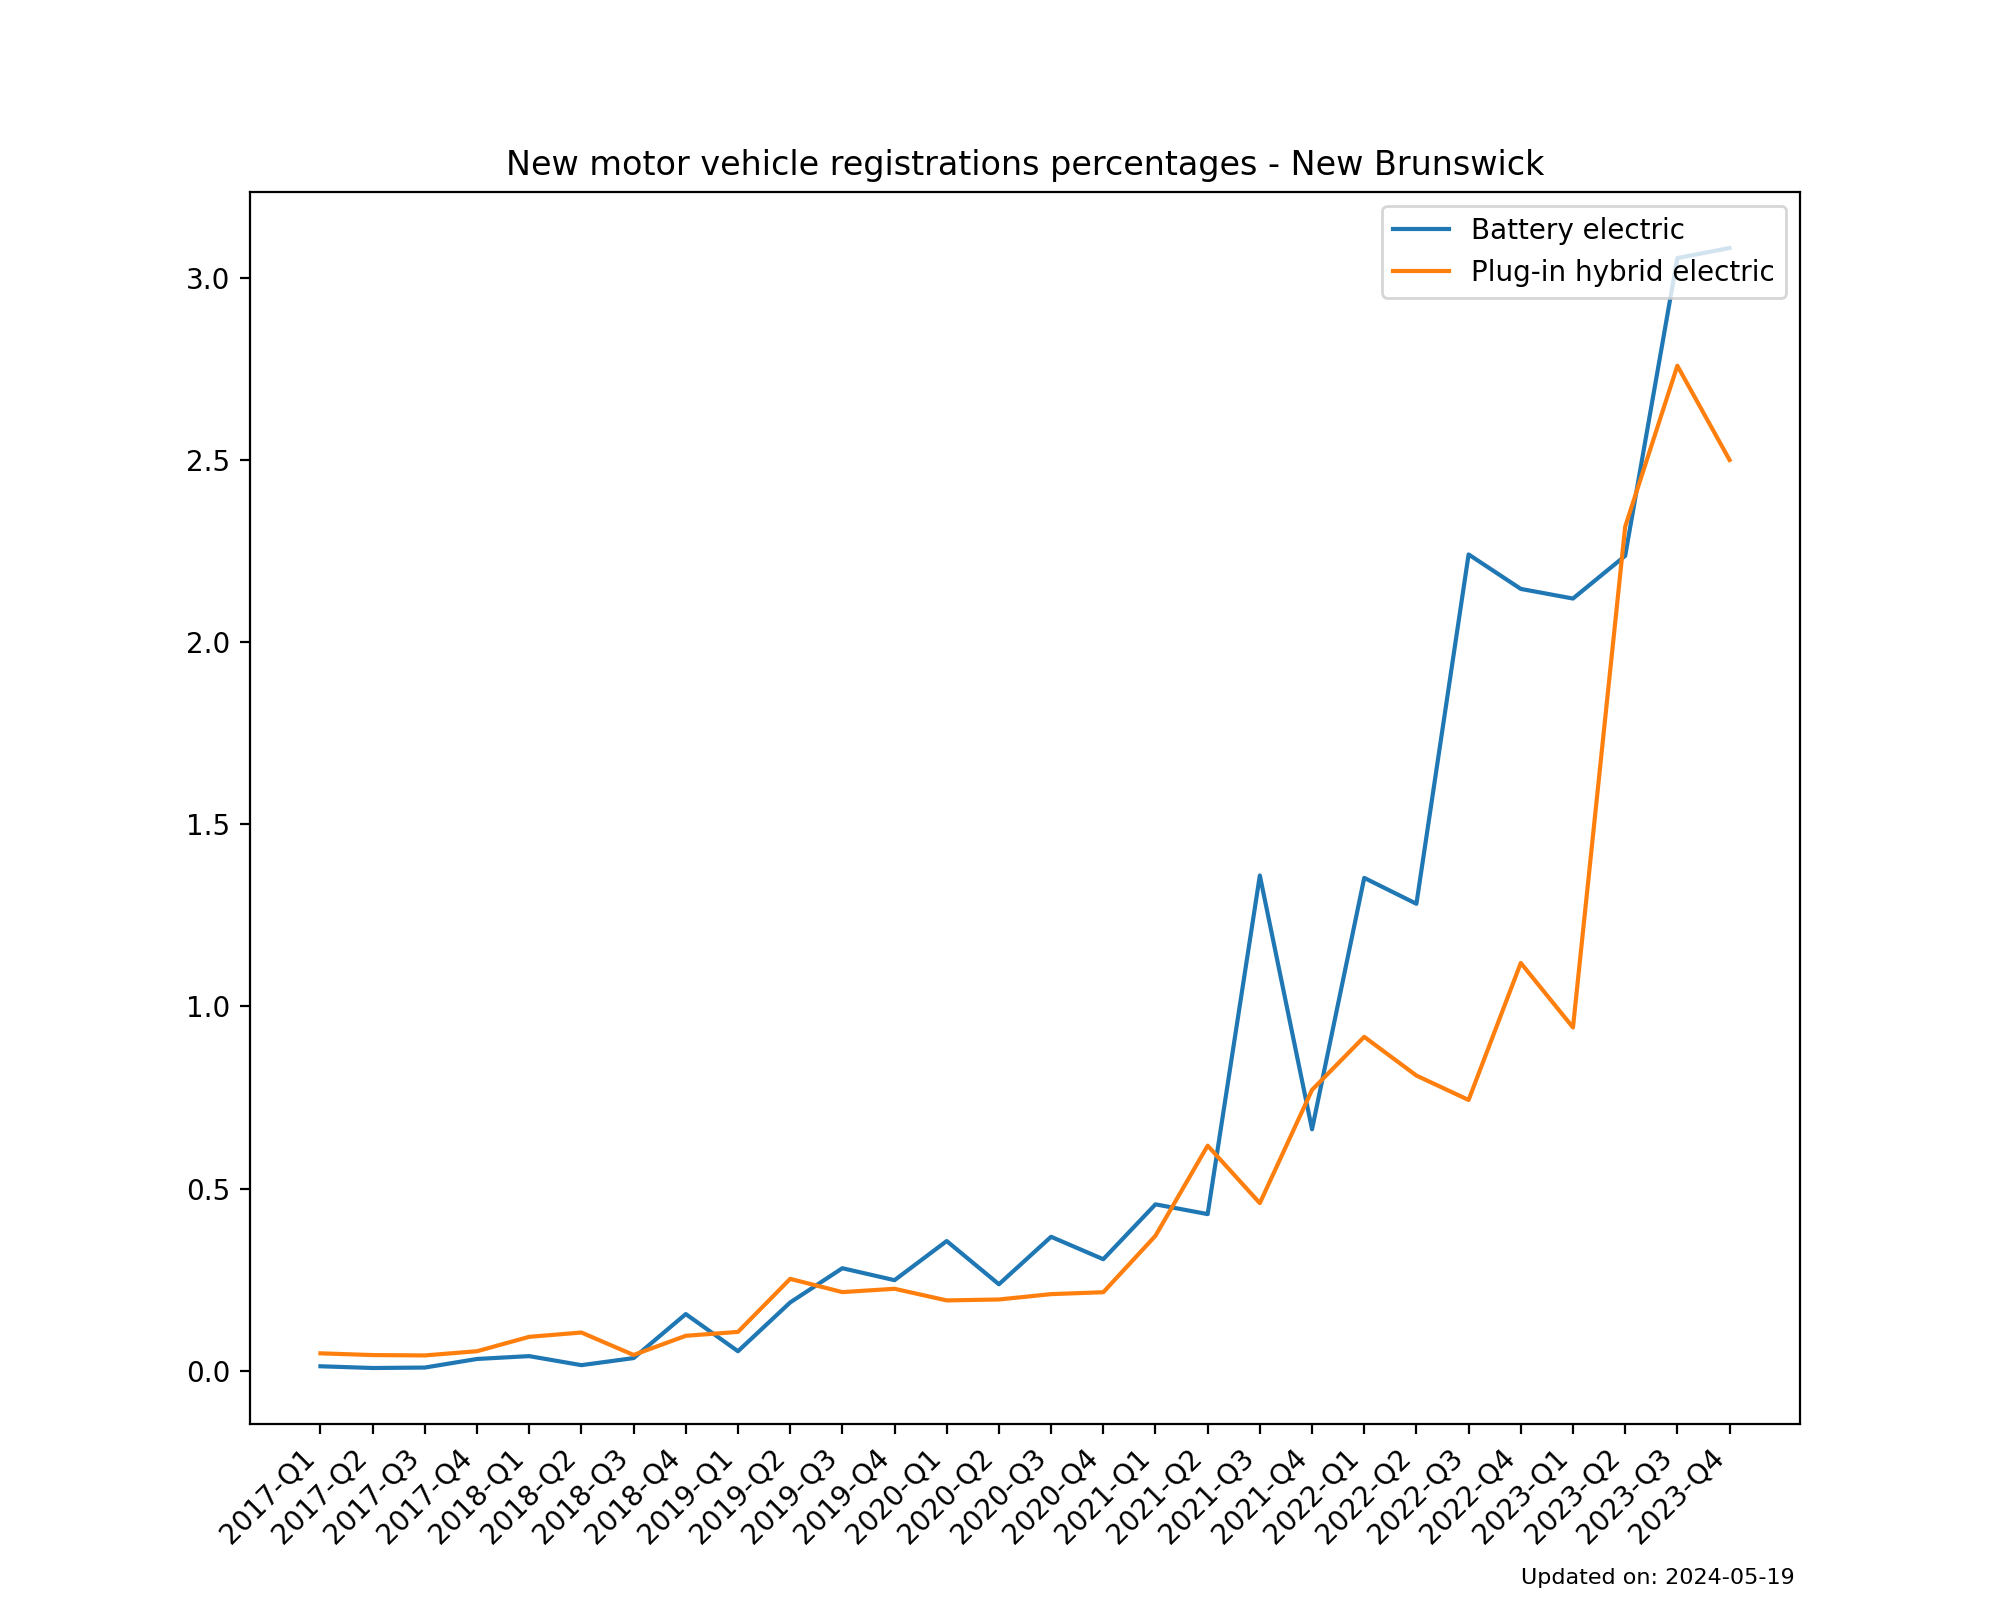 New motor vehicle registrations percentages - New Brunswick
Battery electric
Plug-in hybrid electric
3.0
2.5
2.0
1.5
1.0
0.5
0.0
2017-Q1
2017-Q2
2017-Q3
2017-Q4
2018-Q1
2018-Q2
2018-Q3
2018-Q4
2019-Q1
2019-Q2
2019-Q3
2019-Q4
2020-Q1
2020-Q2
2020-Q3
2020-Q4
2021-Q1
2021-Q2
2021-Q3
2021-Q4
2022-Q1
2022-Q2
2022-Q3
2022-Q4
2023-Q1
2023-Q2
2023-Q3
2023-Q4
Updated on: 2024-05-19